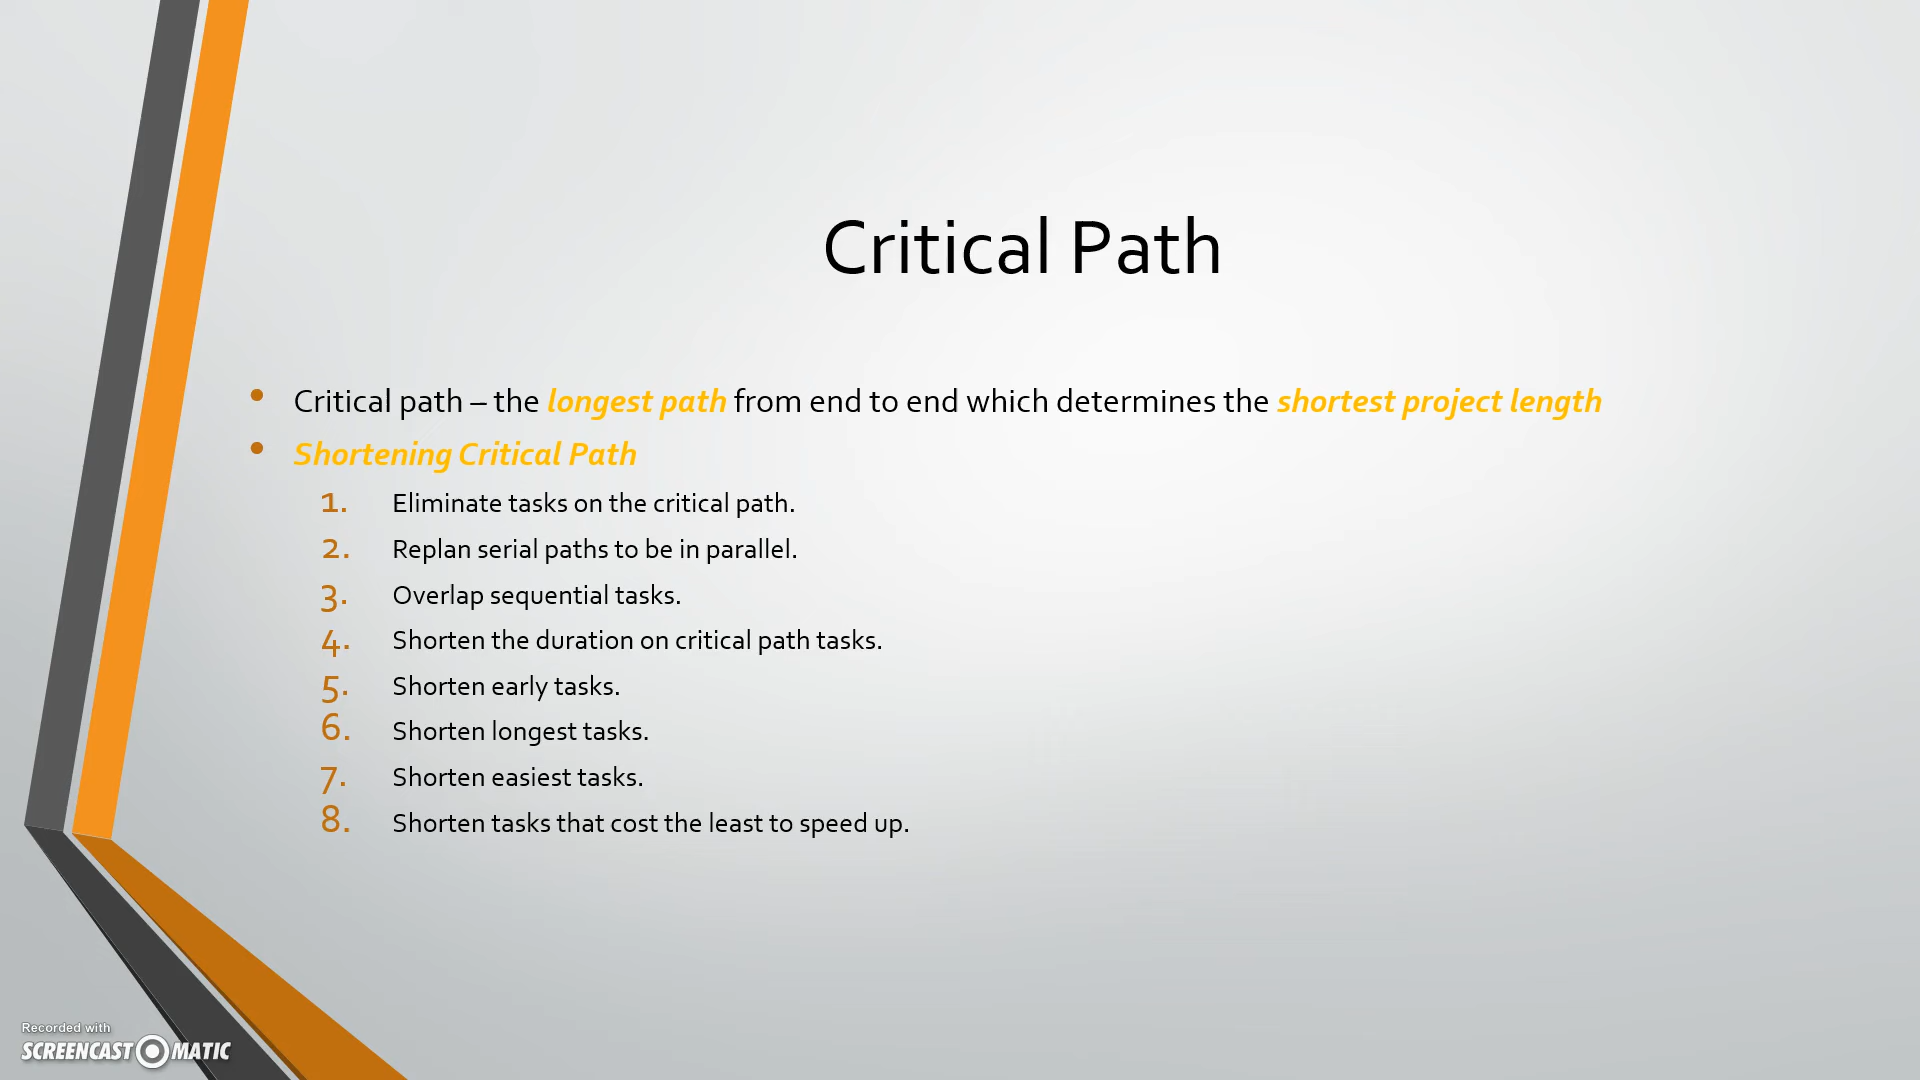 Critical Path
• Critical path – the longest path from end to end which determines the shortest project length
• Shortening Critical Path
1. Eliminate tasks on the critical path.
2. Replan serial paths to be in parallel.
3. Overlap sequential tasks.
4. Shorten the duration on critical path tasks.
5. Shorten early tasks.
6. Shorten longest tasks.
7. Shorten easiest tasks.
8. Shorten tasks that cost the least to speed up.
Recorded with
SCREENCAST MATIC